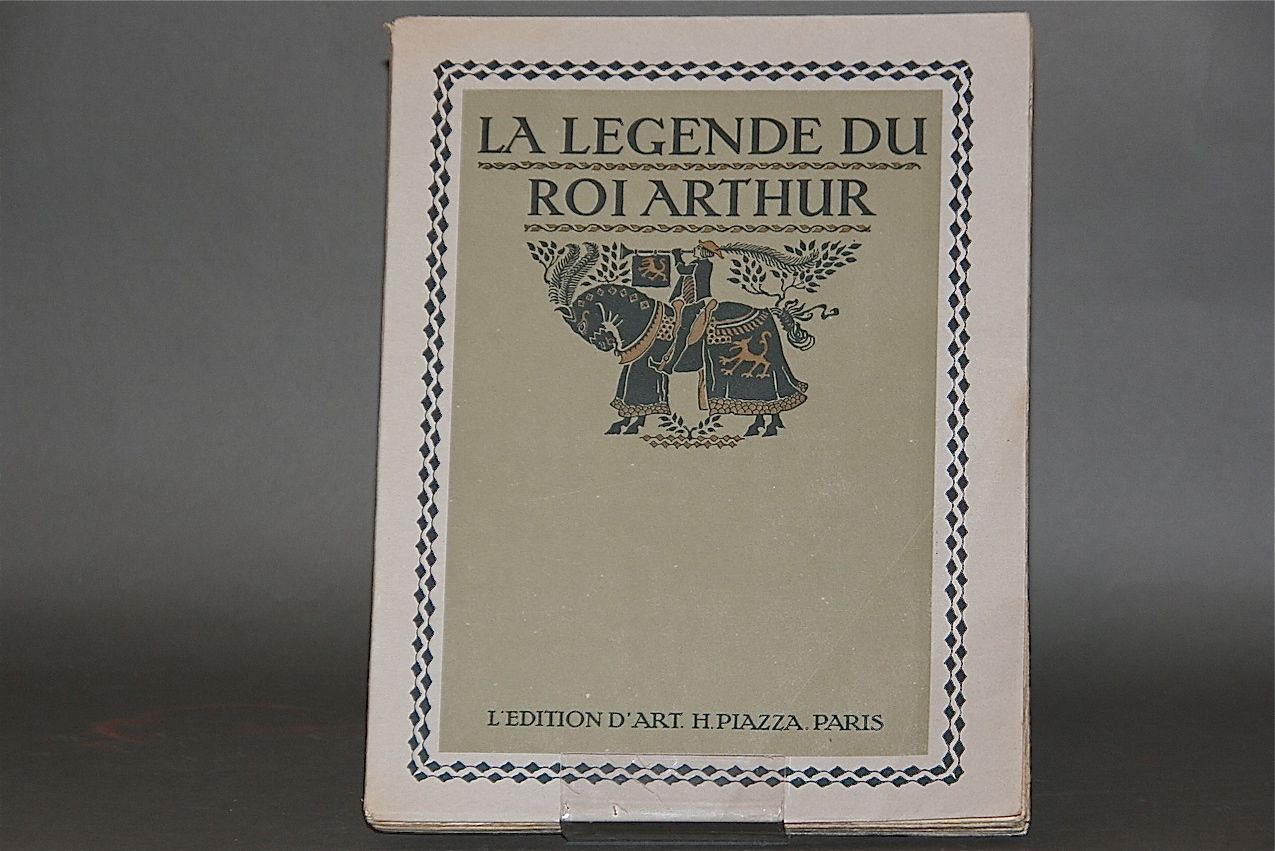 LA LEGENDE DU
ROI ARTHUR
L'EDITION D'ART. H. PIAZZA. PARIS